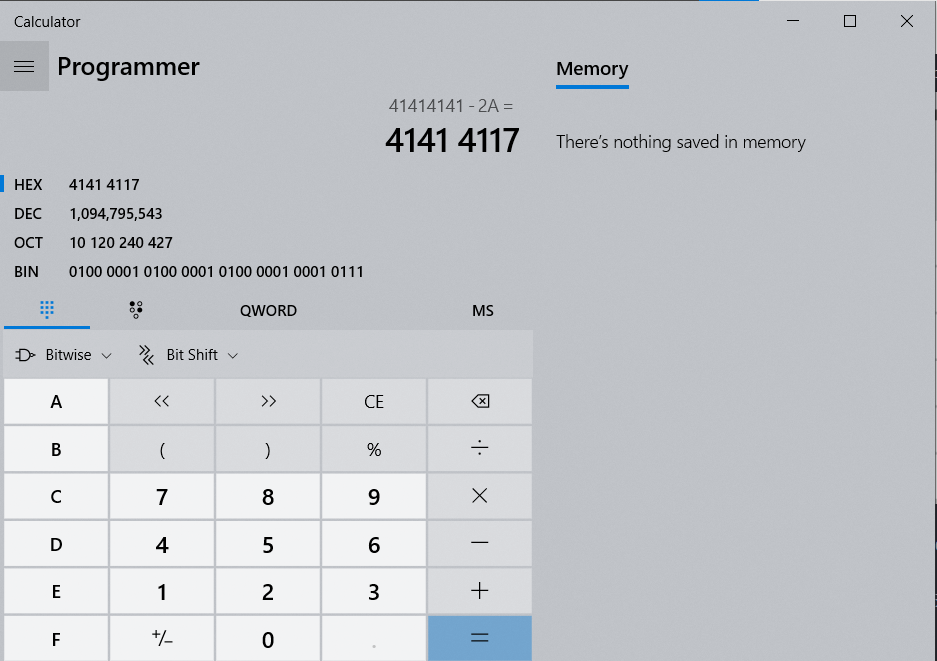 Calculator
Programmer
Memory
41414141 - 2A =
4141 4117
There's nothing saved in memory
HEX 4141 4117
DEC 1,094,795,543
OCT 10 120 240 427
BIN 0100 0001 0100 0001 0100 0001 0001 0111
QWORD MS
Bitwise Bit Shift
A << >> CE
B ( ) % ÷
C 7 8 9 ×
D 4 5 6 −
E 1 2 3 +
F +/− 0 . =